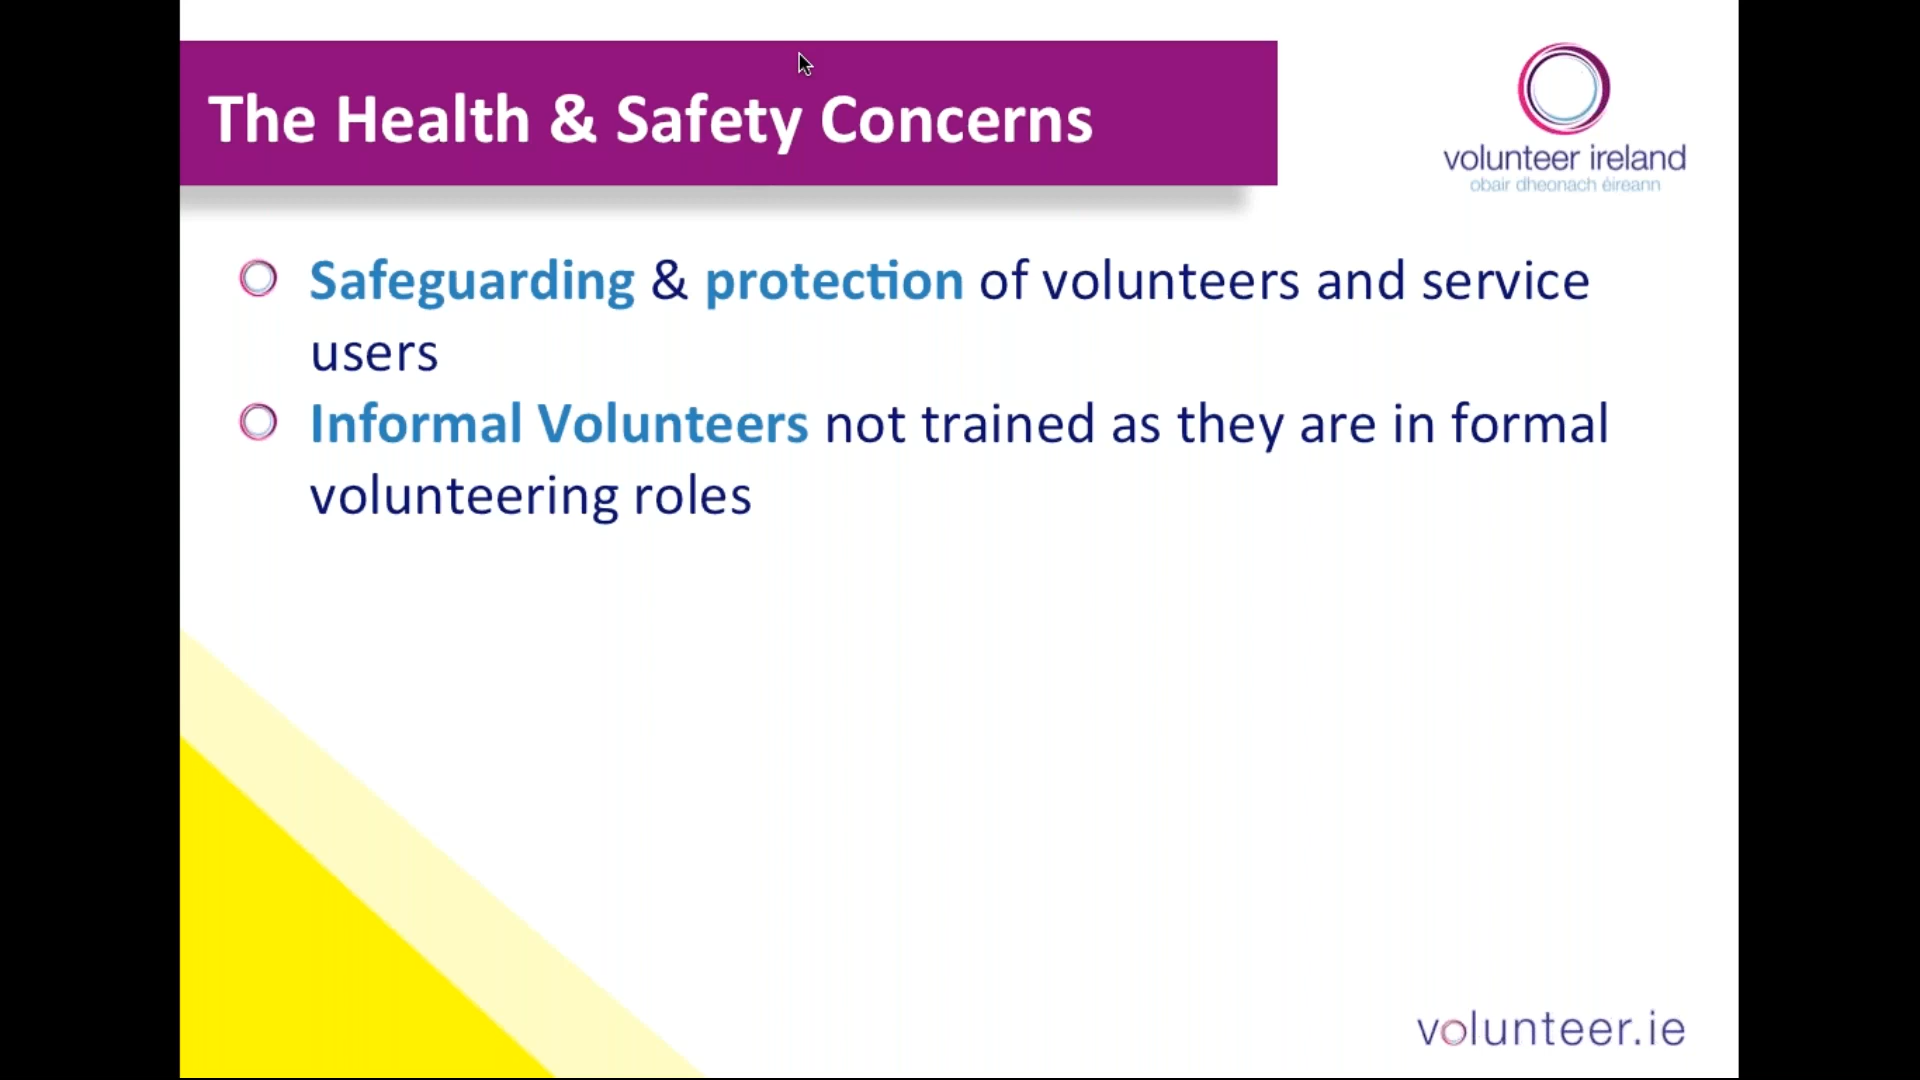 The Health & Safety Concerns
volunteer ireland
obair dheonach éireann
Safeguarding & protection of volunteers and service
users
Informal Volunteers not trained as they are in formal
volunteering roles
volunteer.ie